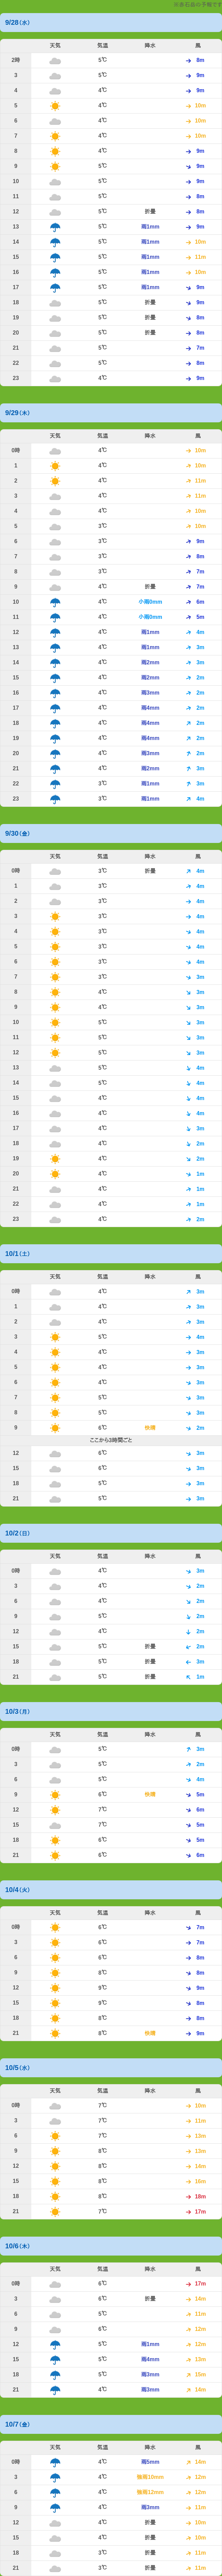 9/28（水）
天気 気温 降水 風
2時 5℃ 8m
3 5℃ 9m
4 4℃ 9m
5 4℃ 10m
6 4℃ 10m
7 4℃ 10m
8 4℃ 9m
9 5℃ 9m
10 5℃ 9m
11 5℃ 8m
12 5℃ 折畳 8m
13 5℃ 雨1mm 9m
14 5℃ 雨1mm 10m
15 5℃ 雨1mm 11m
16 5℃ 雨1mm 10m
17 5℃ 雨1mm 9m
18 5℃ 折畳 9m
19 5℃ 折畳 8m
20 5℃ 折畳 8m
21 5℃ 7m
22 5℃ 8m
23 4℃ 9m
9/29（木）
天気 気温 降水 風
0時 4℃ 10m
1 4℃ 10m
2 4℃ 11m
3 4℃ 11m
4 4℃ 10m
5 3℃ 10m
6 3℃ 9m
7 3℃ 8m
8 3℃ 7m
9 4℃ 折畳 7m
10 4℃ 小雨0mm 6m
11 4℃ 小雨0mm 5m
12 4℃ 雨1mm 4m
13 4℃ 雨1mm 3m
14 4℃ 雨2mm 3m
15 4℃ 雨2mm 2m
16 4℃ 雨3mm 2m
17 4℃ 雨4mm 2m
18 4℃ 雨4mm 2m
19 4℃ 雨4mm 2m
20 4℃ 雨3mm 2m
21 4℃ 雨2mm 3m
22 3℃ 雨1mm 3m
23 3℃ 雨1mm 4m
9/30（金）
天気 気温 降水 風
0時 3℃ 折畳 4m
1 3℃ 4m
2 3℃ 4m
3 3℃ 4m
4 3℃ 4m
5 3℃ 4m
6 3℃ 4m
7 3℃ 3m
8 4℃ 3m
9 4℃ 3m
10 5℃ 3m
11 5℃ 3m
12 5℃ 3m
13 5℃ 4m
14 5℃ 4m
15 4℃ 4m
16 4℃ 4m
17 4℃ 3m
18 4℃ 2m
19 4℃ 2m
20 4℃ 1m
21 4℃ 1m
22 4℃ 1m
23 4℃ 2m
10/1（土）
天気 気温 降水 風
0時 4℃ 3m
1 4℃ 3m
2 4℃ 3m
3 5℃ 4m
4 5℃ 3m
5 4℃ 3m
6 4℃ 3m
7 5℃ 3m
8 5℃ 3m
9 6℃ 快晴 2m
ここから3時間ごと
12 6℃ 3m
15 6℃ 3m
18 5℃ 3m
21 5℃ 3m
10/2（日）
天気 気温 降水 風
0時 4℃ 3m
3 4℃ 2m
6 4℃ 2m
9 5℃ 2m
12 4℃ 2m
15 5℃ 折畳 2m
18 5℃ 折畳 3m
21 5℃ 折畳 1m
10/3（月）
天気 気温 降水 風
0時 5℃ 3m
3 5℃ 2m
6 5℃ 4m
9 6℃ 快晴 5m
12 7℃ 6m
15 7℃ 5m
18 6℃ 5m
21 6℃ 6m
10/4（火）
天気 気温 降水 風
0時 6℃ 7m
3 6℃ 7m
6 6℃ 8m
9 8℃ 8m
12 9℃ 9m
15 9℃ 8m
18 8℃ 8m
21 8℃ 快晴 9m
10/5（水）
天気 気温 降水 風
0時 7℃ 10m
3 7℃ 11m
6 7℃ 13m
9 8℃ 13m
12 8℃ 14m
15 8℃ 16m
18 8℃ 18m
21 7℃ 17m
10/6（木）
天気 気温 降水 風
0時 6℃ 17m
3 6℃ 折畳 14m
6 5℃ 11m
9 6℃ 12m
12 5℃ 雨1mm 12m
15 5℃ 雨4mm 13m
18 5℃ 雨3mm 15m
21 4℃ 雨3mm 14m
10/7（金）
天気 気温 降水 風
0時 4℃ 雨5mm 14m
3 4℃ 強雨10mm 12m
6 4℃ 強雨12mm 12m
9 4℃ 雨3mm 11m
12 4℃ 折畳 10m
15 4℃ 折畳 10m
18 3℃ 折畳 11m
21 3℃ 折畳 11m